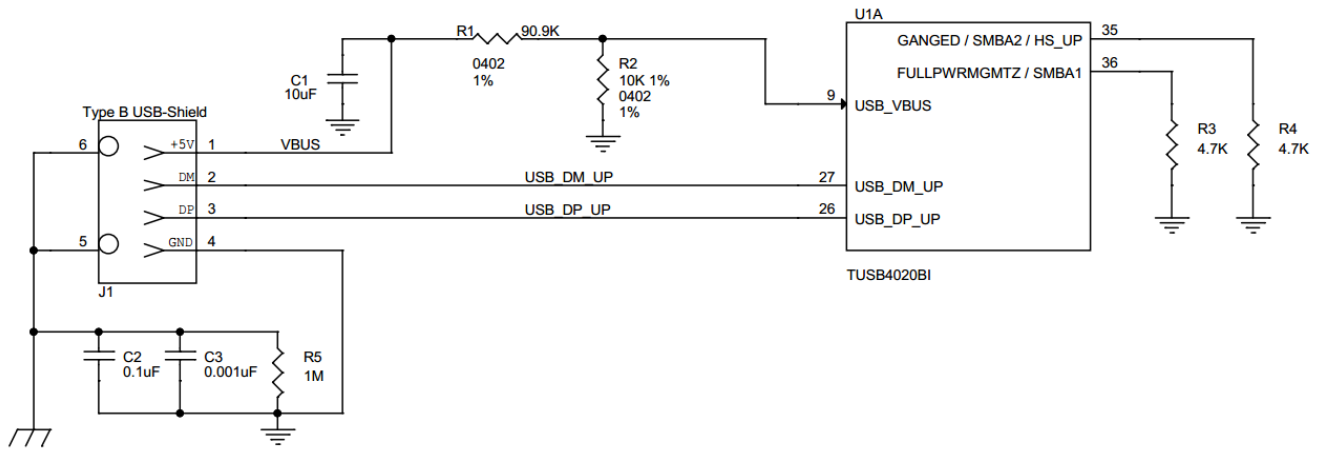 U1A
R1 90.9K
0402
1%
R2
10K 1%
0402
1%
C1
10uF
GANGED / SMBA2 / HS_UP 35
FULLPWRMGMTZ / SMBA1 36
9 USB_VBUS
R3
4.7K
R4
4.7K
Type B USB-Shield
6 +5V 1 VBUS
DM 2 USB_DM_UP 27 USB_DM_UP
DP 3 USB_DP_UP 26 USB_DP_UP
5 GND 4
J1
TUSB4020BI
C2
0.1uF
C3
0.001uF
R5
1M